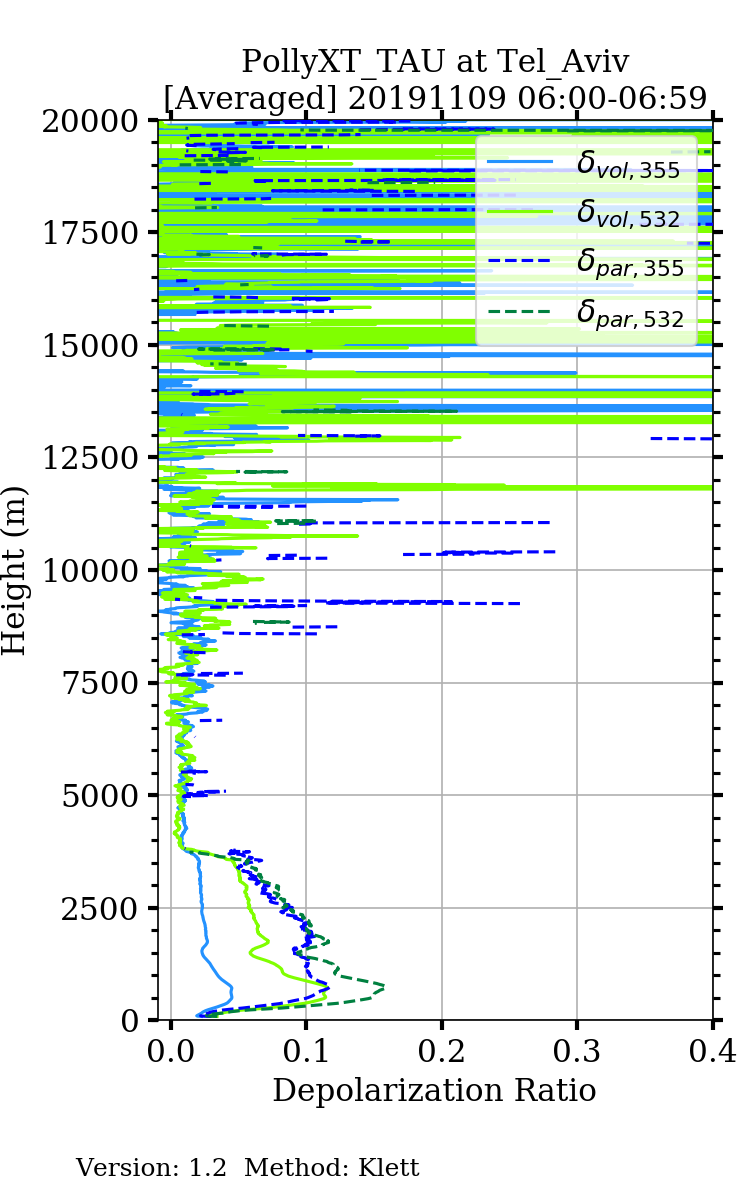 PollyXT_TAU at Tel_Aviv
[Averaged] 20191109 06:00-06:59
20000
17500
15000
12500
10000
7500
5000
2500
0
Height (m)
δvol, 355
δvol, 532
δpar, 355
δpar, 532
0.0 0.1 0.2 0.3 0.4
Depolarization Ratio
Version: 1.2 Method: Klett